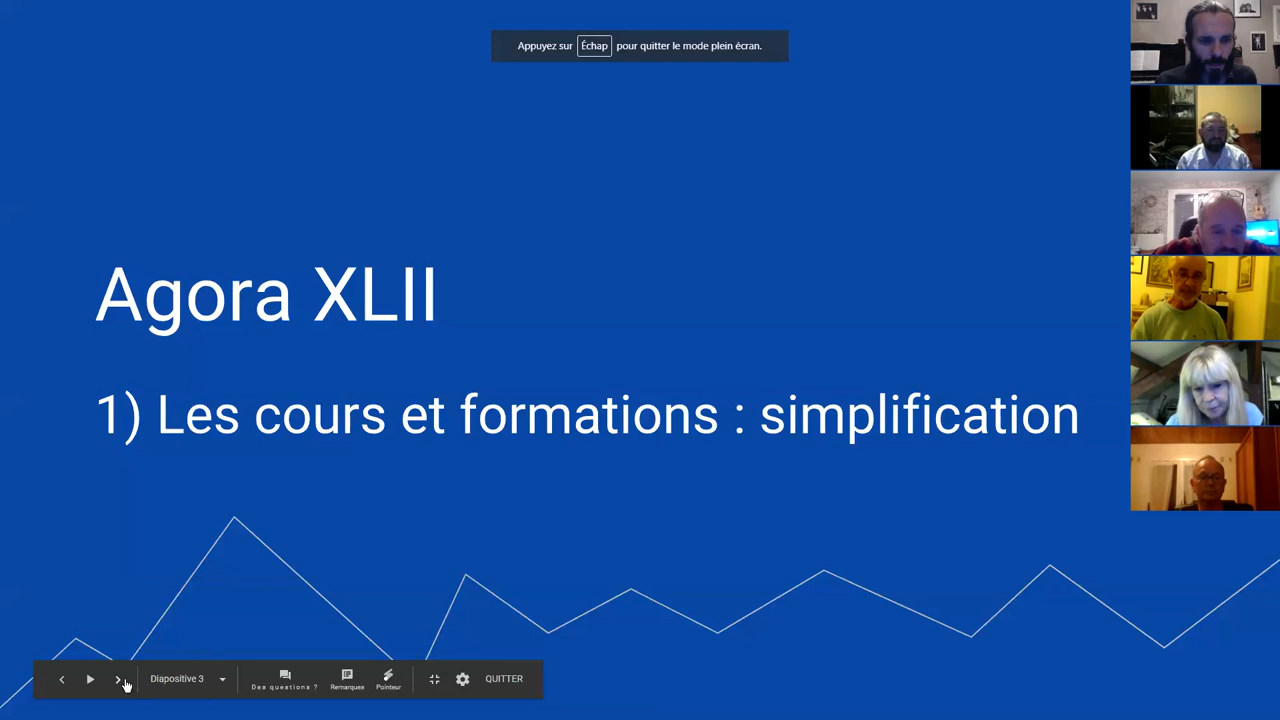 Appuyez sur Échap pour quitter le mode plein écran.
Agora XLII
1) Les cours et formations : simplification
Diapositive 3
Des questions ?
Remarques
Pointeur
QUITTER